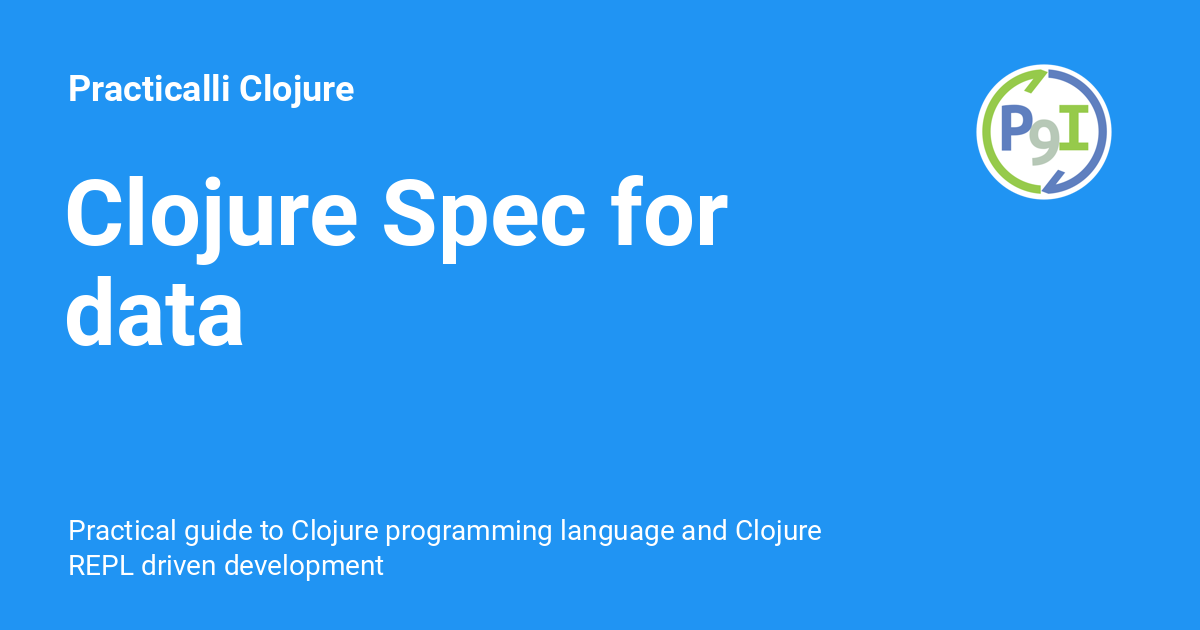 Practicalli Clojure
P9I
Clojure Spec for
data
Practical guide to Clojure programming language and Clojure
REPL driven development